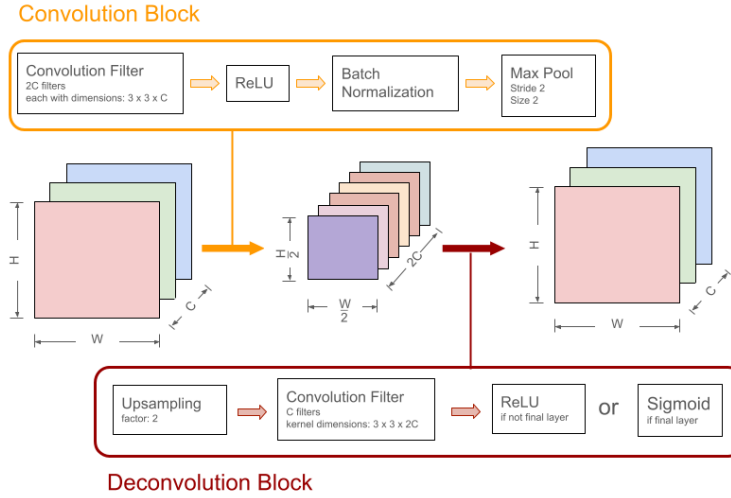 Convolution Block
Convolution Filter
2C filters
each with dimensions: 3 x 3 x C
ReLU
Batch
Normalization
Max Pool
Stride 2
Size 2
H
W
C
H
2
W
2
2C
H
W
C
Upsampling
factor: 2
Convolution Filter
C filters
kernel dimensions: 3 x 3 x 2C
ReLU
if not final layer
or
Sigmoid
if final layer
Deconvolution Block